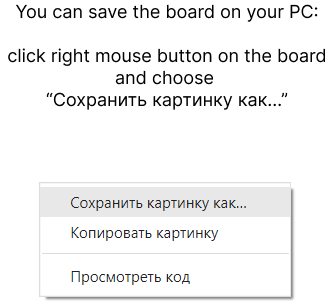 You can save the board on your PC:
click right mouse button on the board
and choose
“Сохранить картинку как...”
Сохранить картинку как...
Копировать картинку
Просмотреть код